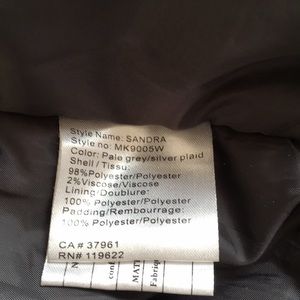 Style Name: SANDRA
Style no: MK9005W
Color: Pale grey/silver plaid
Shell / Tissu:
98%Polyester/Polyester
2%Viscose/Viscose
Lining/Doublure:
100% Polyester/Polyester
Padding/Rembourrage:
100% Polyester/Polyester
CA # 37961
RN# 119622